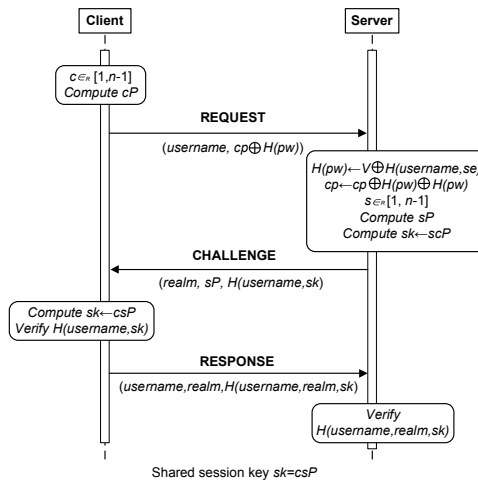 Client
Server
c∈R [1,n-1]
Compute cP
REQUEST
(username, cp⊕H(pw))
H(pw)←V⊕H(username,se)
cp←cp⊕H(pw)⊕H(pw)
s∈R [1, n-1]
Compute sP
Compute sk←scP
CHALLENGE
(realm, sP, H(username,sk)
Compute sk←csP
Verify H(username,sk)
RESPONSE
(username,realm,H(username,realm,sk)
Verify
H(username,realm,sk)
Shared session key sk=csP